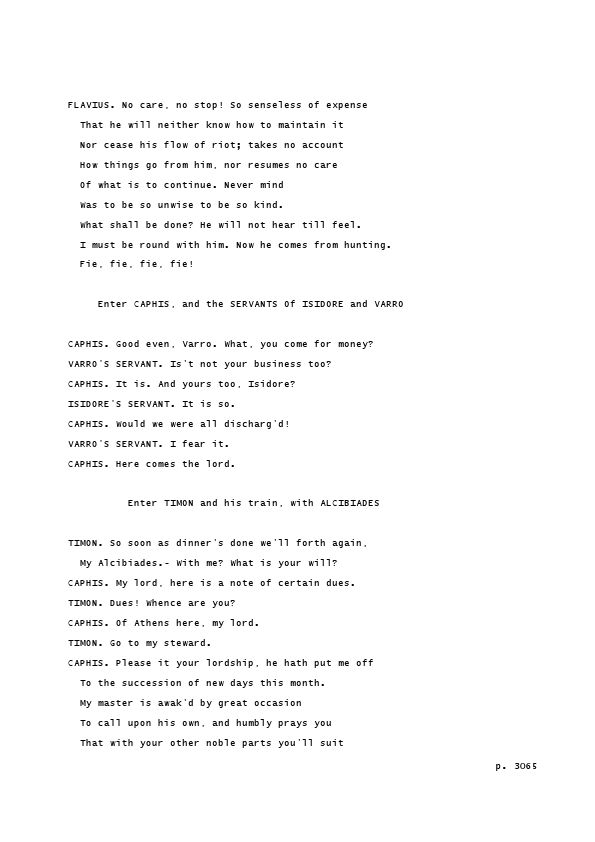 FLAVIUS. No care, no stop! So senseless of expense
That he will neither know how to maintain it
Nor cease his flow of riot; takes no account
How things go from him, nor resumes no care
Of what is to continue. Never mind
Was to be so unwise to be so kind.
What shall be done? He will not hear till feel.
I must be round with him. Now he comes from hunting.
Fie, fie, fie, fie!
Enter CAPHIS, and the SERVANTS Of ISIDORE and VARRO
CAPHIS. Good even, Varro. What, you come for money?
VARRO'S SERVANT. Is't not your business too?
CAPHIS. It is. And yours too, Isidore?
ISIDORE'S SERVANT. It is so.
CAPHIS. Would we were all discharg'd!
VARRO'S SERVANT. I fear it.
CAPHIS. Here comes the lord.
Enter TIMON and his train, with ALCIBIADES
TIMON. So soon as dinner's done we'll forth again,
My Alcibiades.- With me? What is your will?
CAPHIS. My lord, here is a note of certain dues.
TIMON. Dues! Whence are you?
CAPHIS. Of Athens here, my lord.
TIMON. Go to my steward.
CAPHIS. Please it your lordship, he hath put me off
To the succession of new days this month.
My master is awak'd by great occasion
To call upon his own, and humbly prays you
That with your other noble parts you'll suit
p. 3065